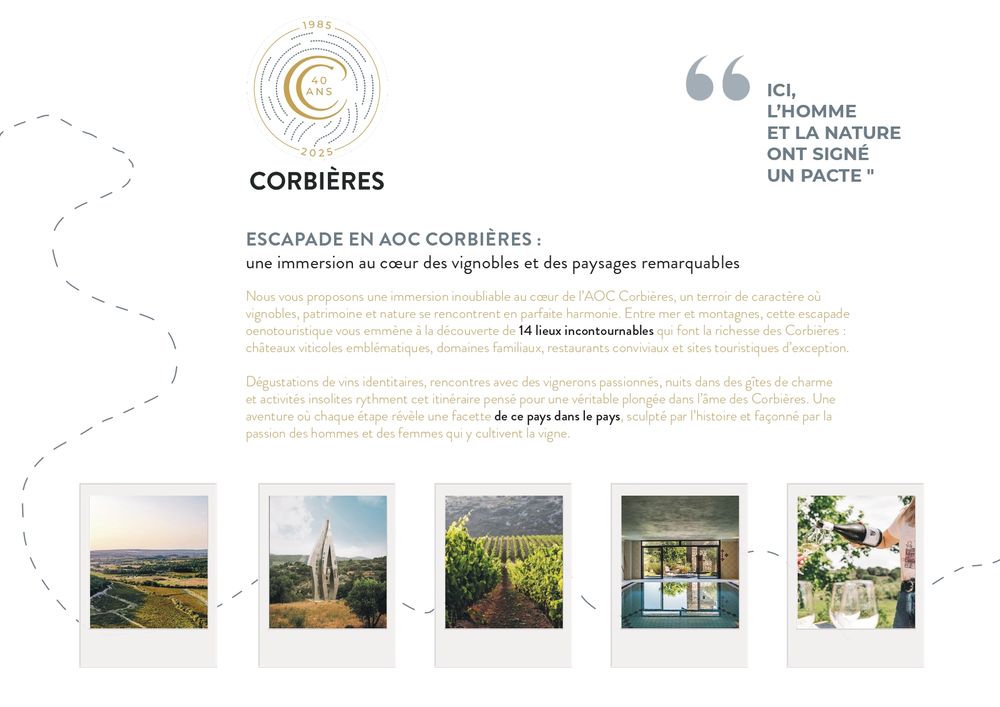 1985
40
ANS
2025
CORBIÈRES
ICI,
L’HOMME
ET LA NATURE
ONT SIGNÉ
UN PACTE "
ESCAPADE EN AOC CORBIÈRES :
une immersion au cœur des vignobles et des paysages remarquables
Nous vous proposons une immersion inoubliable au cœur de l’AOC Corbières, un terroir de caractère où
vignobles, patrimoine et nature se rencontrent en parfaite harmonie. Entre mer et montagnes, cette escapade
oenotouristique vous emmène à la découverte de 14 lieux incontournables qui font la richesse des Corbières :
châteaux viticoles emblématiques, domaines familiaux, restaurants conviviaux et sites touristiques d’exception.
Dégustations de vins identitaires, rencontres avec des vignerons passionnés, nuits dans des gîtes de charme
et activités insolites rythment cet itinéraire pensé pour une véritable plongée dans l’âme des Corbières. Une
aventure où chaque étape révèle une facette de ce pays dans le pays, sculpté par l’histoire et façonné par la
passion des hommes et des femmes qui y cultivent la vigne.